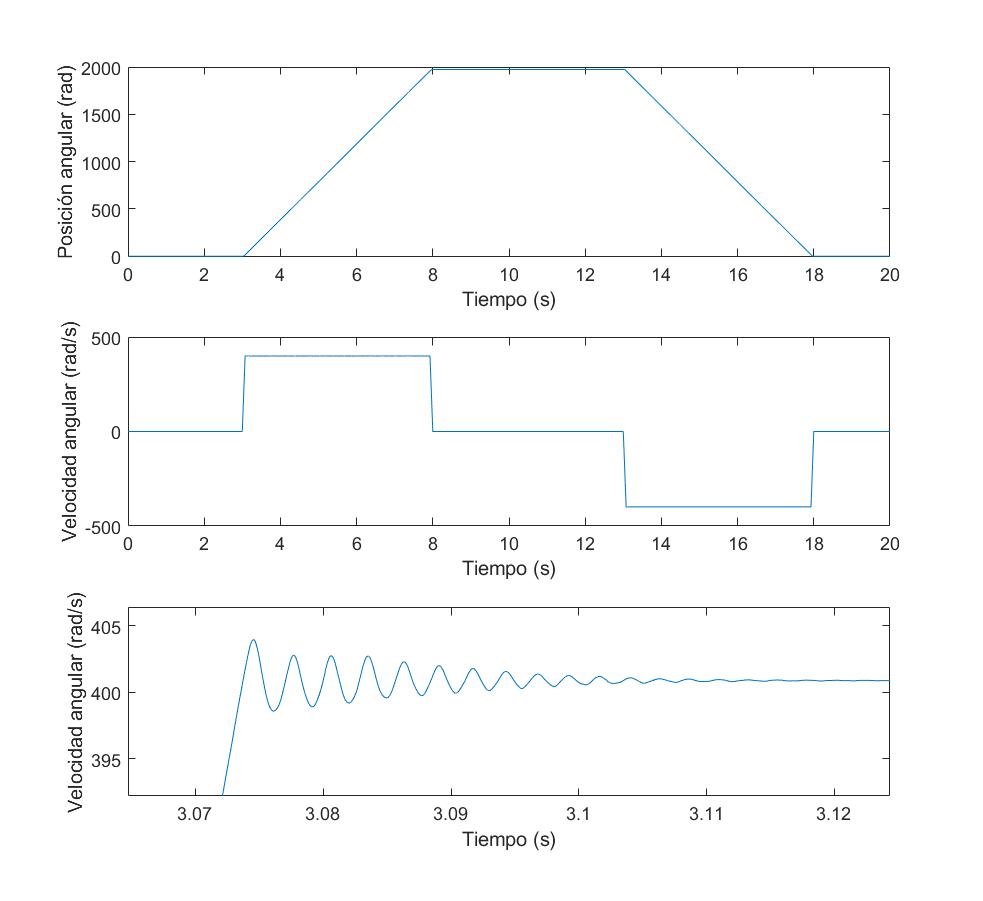 Posición angular (rad)
2000
1500
1000
500
0
0 2 4 6 8 10 12 14 16 18 20
Tiempo (s)
Velocidad angular (rad/s)
500
0
-500
0 2 4 6 8 10 12 14 16 18 20
Tiempo (s)
Velocidad angular (rad/s)
405
400
395
3.07 3.08 3.09 3.1 3.11 3.12
Tiempo (s)